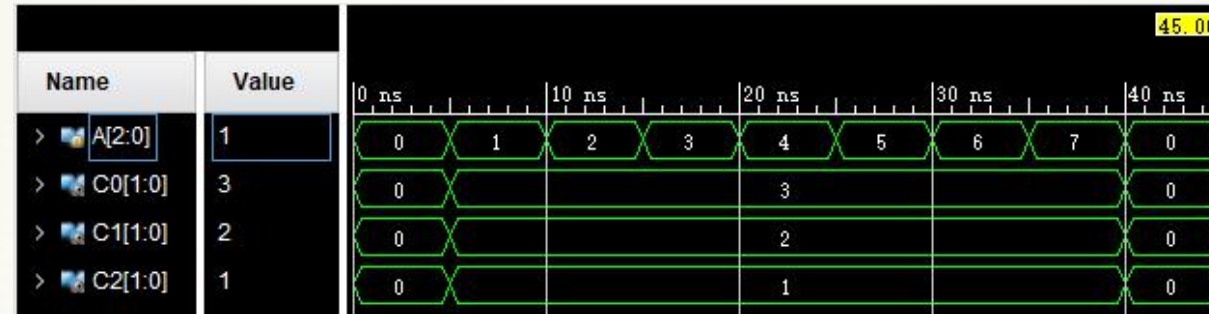 45.00
Name Value
0 ns 10 ns 20 ns 30 ns 40 ns
> A[2:0] 1 0 1 2 3 4 5 6 7 0
> C0[1:0] 3 0 3 0
> C1[1:0] 2 0 2 0
> C2[1:0] 1 0 1 0